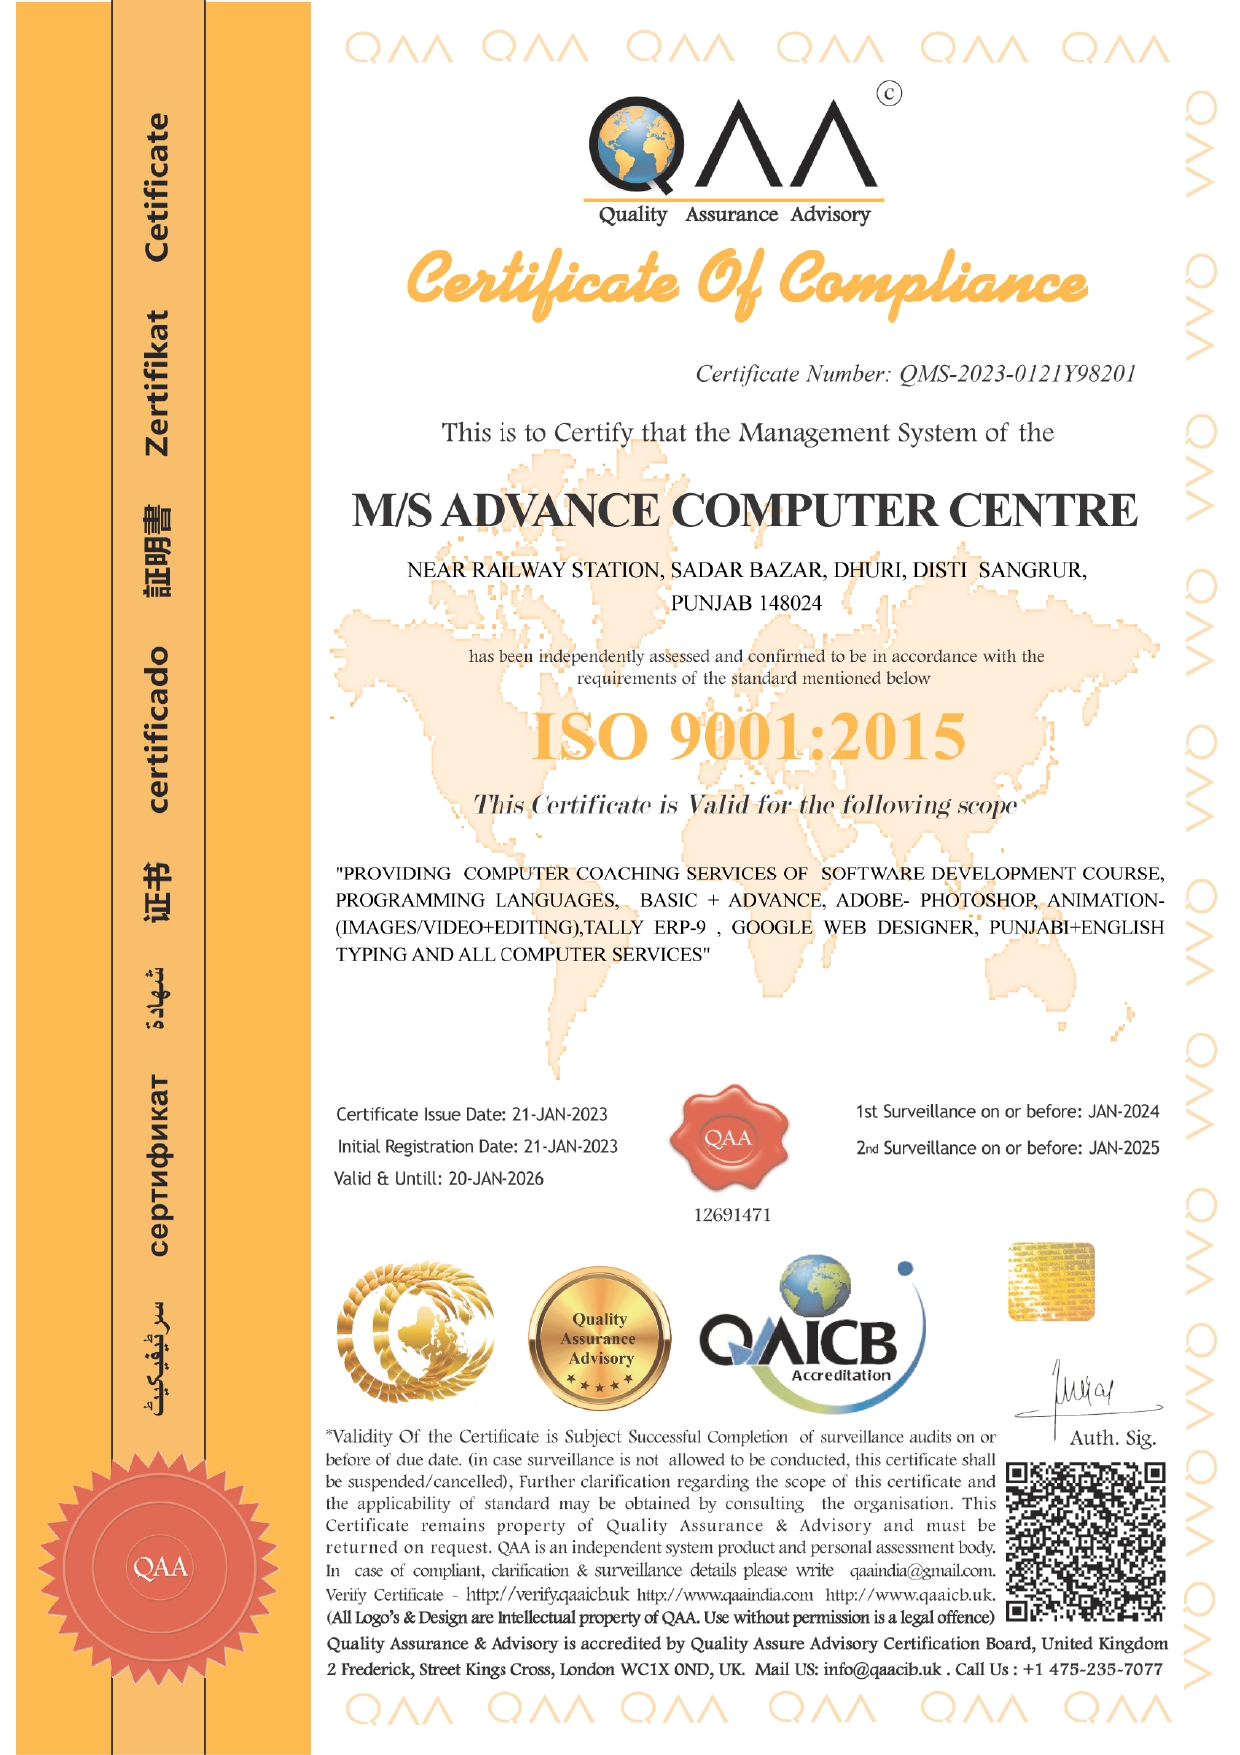 QAA QAA QAA QAA QAA QAA
©
QAA
Quality Assurance Advisory
Certificate Of Compliance
Certificate Number: QMS-2023-0121Y98201
This is to Certify that the Management System of the
M/S ADVANCE COMPUTER CENTRE
NEAR RAILWAY STATION, SADAR BAZAR, DHURI, DISTI SANGRUR,
PUNJAB 148024
has been independently assessed and confirmed to be in accordance with the
requirements of the standard mentioned below
ISO 9001:2015
This Certificate is Valid for the following scope
"PROVIDING COMPUTER COACHING SERVICES OF SOFTWARE DEVELOPMENT COURSE,
PROGRAMMING LANGUAGES, BASIC + ADVANCE, ADOBE- PHOTOSHOP, ANIMATION-
(IMAGES/VIDEO+EDITING),TALLY ERP-9 , GOOGLE WEB DESIGNER, PUNJABI+ENGLISH
TYPING AND ALL COMPUTER SERVICES"
Certificate Issue Date: 21-JAN-2023
Initial Registration Date: 21-JAN-2023
Valid & Untill: 20-JAN-2026
QAA
12691471
1st Surveillance on or before: JAN-2024
2nd Surveillance on or before: JAN-2025
Quality
Assurance
Advisory
QAICB
Accreditation
Auth. Sig.
*Validity Of the Certificate is Subject Successful Completion of surveillance audits on or
before of due date. (in case surveillance is not allowed to be conducted, this certificate shall
be suspended/cancelled), Further clarification regarding the scope of this certificate and
the applicability of standard may be obtained by consulting the organisation. This
Certificate remains property of Quality Assurance & Advisory and must be
returned on request. QAA is an independent system product and personal assessment body.
In case of compliant, clarification & surveillance details please write qaaindia@gmail.com.
Verify Certificate - http://verify.qaaicb.uk http://www.qaaindia.com http://www.qaaicb.uk.
(All Logo's & Design are Intellectual property of QAA. Use without permission is a legal offence)
Quality Assurance & Advisory is accredited by Quality Assure Advisory Certification Board, United Kingdom
2 Frederick, Street Kings Cross, London WC1X 0ND, UK. Mail US: info@qaacib.uk . Call Us : +1 475-235-7077
QAA QAA QAA QAA QAA QAA
Cetificate
Zertifikat
証明書
certificado
证书
شهادة
сертификат
سرٹیفیکیٹ
QAA